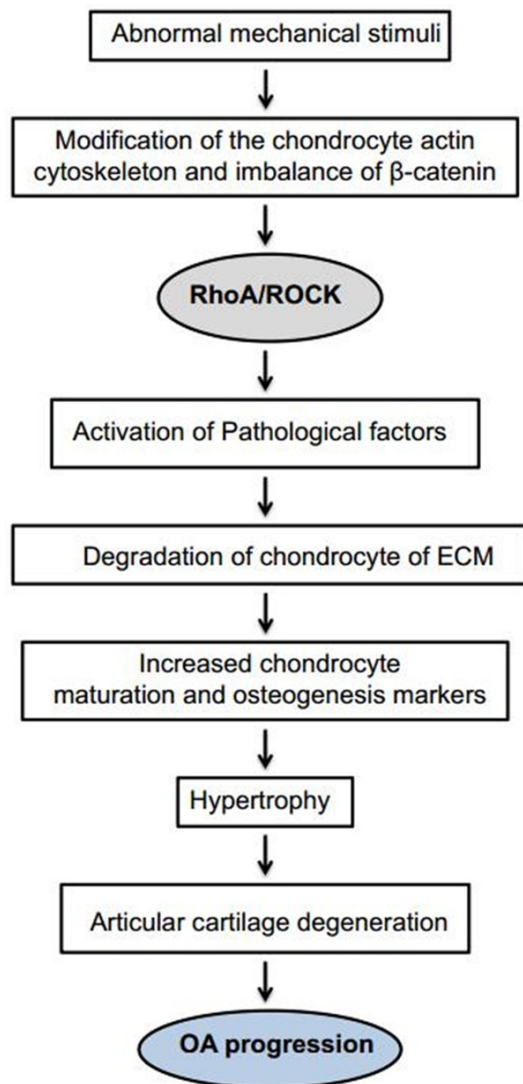 Abnormal mechanical stimuli
Modification of the chondrocyte actin
cytoskeleton and imbalance of β-catenin
RhoA/ROCK
Activation of Pathological factors
Degradation of chondrocyte of ECM
Increased chondrocyte
maturation and osteogenesis markers
Hypertrophy
Articular cartilage degeneration
OA progression